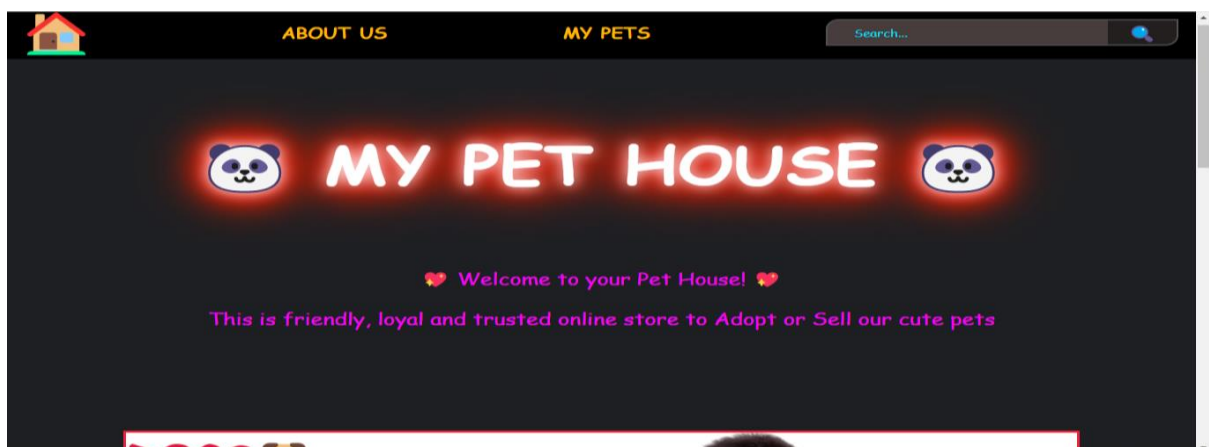 ABOUT US MY PETS Search...
MY PET HOUSE
Welcome to your Pet House!
This is friendly, loyal and trusted online store to Adopt or Sell our cute pets